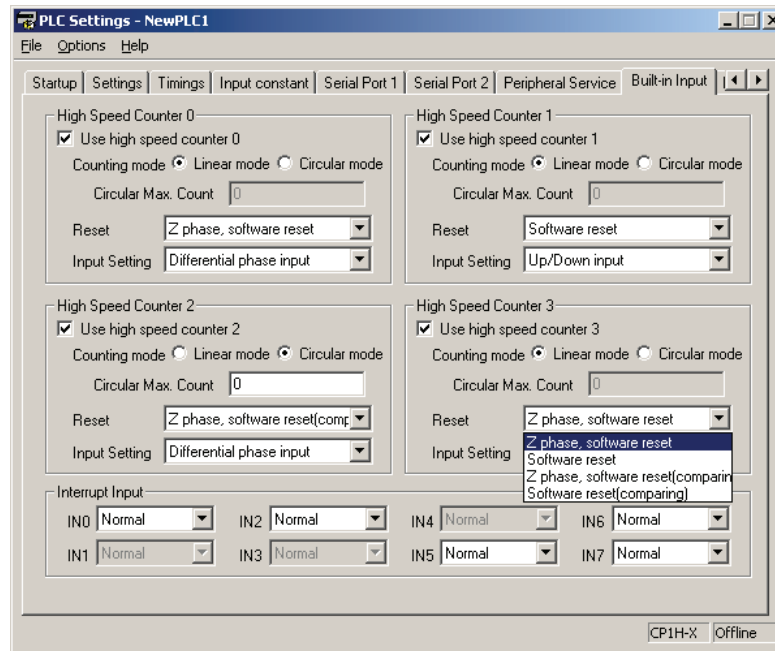 PLC Settings - NewPLC1
File Options Help
Startup Settings Timings Input constant Serial Port 1 Serial Port 2 Peripheral Service Built-in Input
High Speed Counter 0
Use high speed counter 0
Counting mode Linear mode Circular mode
Circular Max. Count 0
Reset Z phase, software reset
Input Setting Differential phase input
High Speed Counter 1
Use high speed counter 1
Counting mode Linear mode Circular mode
Circular Max. Count 0
Reset Software reset
Input Setting Up/Down input
High Speed Counter 2
Use high speed counter 2
Counting mode Linear mode Circular mode
Circular Max. Count 0
Reset Z phase, software reset(comp
Input Setting Differential phase input
High Speed Counter 3
Use high speed counter 3
Counting mode Linear mode Circular mode
Circular Max. Count 0
Reset Z phase, software reset
Input Setting
Z phase, software reset
Software reset
Z phase, software reset(comparin
Software reset(comparing)
Interrupt Input
IN0 Normal IN2 Normal IN4 Normal IN6 Normal
IN1 Normal IN3 Normal IN5 Normal IN7 Normal
CP1H-X Offline